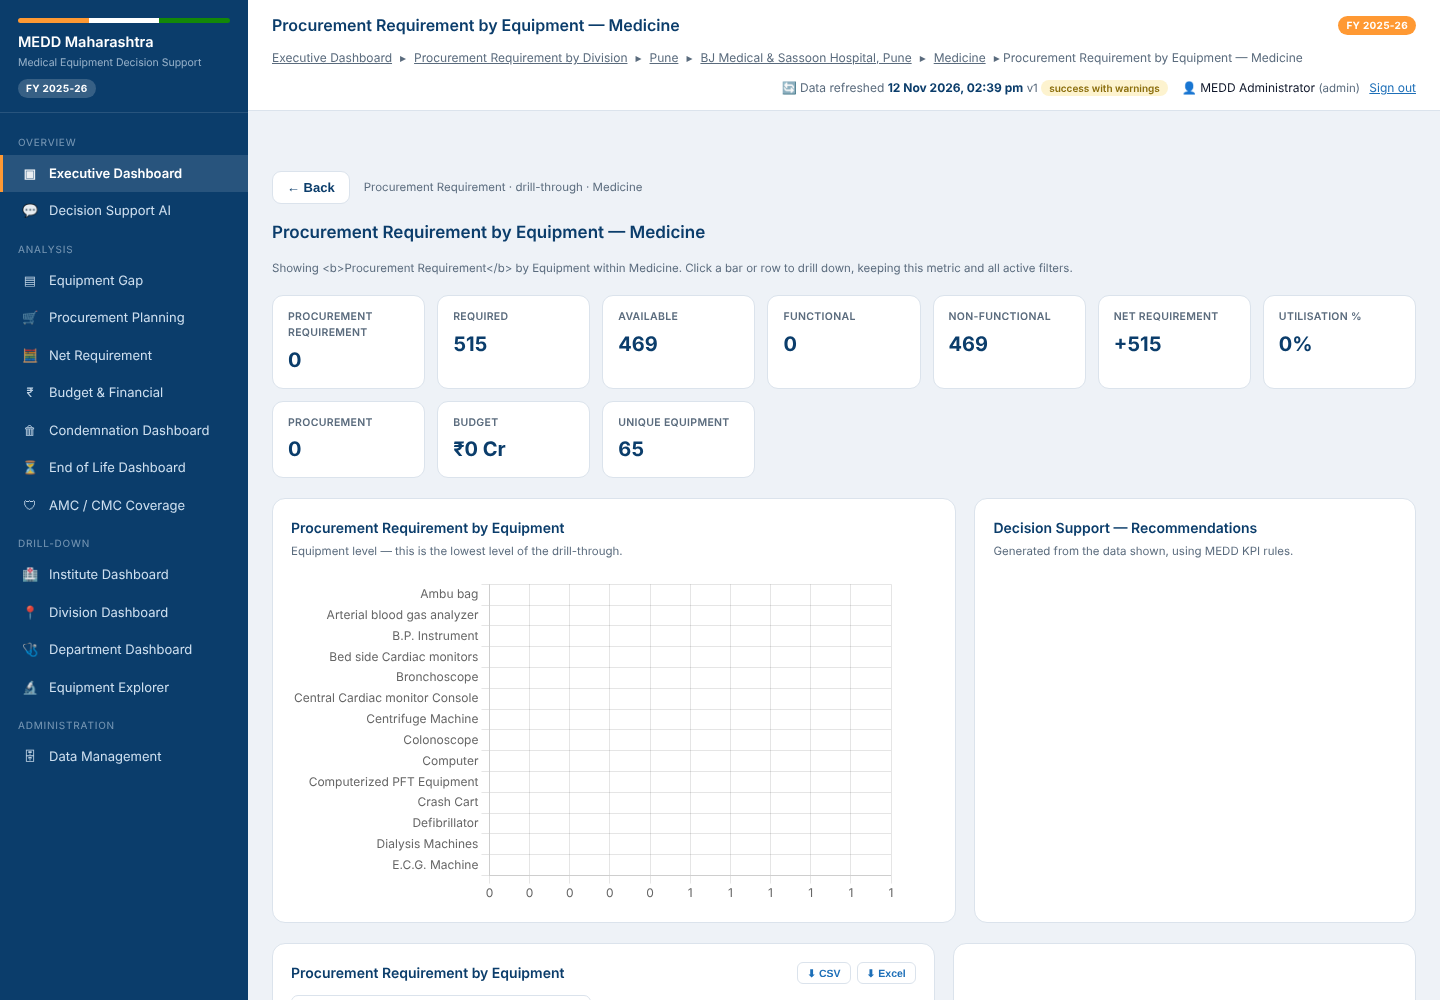 MEDD Maharashtra
Medical Equipment Decision Support
FY 2025-26
OVERVIEW
Executive Dashboard
Decision Support AI
ANALYSIS
Equipment Gap
Procurement Planning
Net Requirement
₹ Budget & Financial
Condemnation Dashboard
End of Life Dashboard
AMC / CMC Coverage
DRILL-DOWN
Institute Dashboard
Division Dashboard
Department Dashboard
Equipment Explorer
ADMINISTRATION
Data Management
Procurement Requirement by Equipment — Medicine
FY 2025-26
Executive Dashboard ▸ Procurement Requirement by Division ▸ Pune ▸ BJ Medical & Sassoon Hospital, Pune ▸ Medicine ▸ Procurement Requirement by Equipment — Medicine
Data refreshed 12 Nov 2026, 02:39 pm v1 success with warnings MEDD Administrator (admin) Sign out
← Back Procurement Requirement · drill-through · Medicine
Procurement Requirement by Equipment — Medicine
Showing <b>Procurement Requirement</b> by Equipment within Medicine. Click a bar or row to drill down, keeping this metric and all active filters.
PROCUREMENT REQUIREMENT
0
REQUIRED
515
AVAILABLE
469
FUNCTIONAL
0
NON-FUNCTIONAL
469
NET REQUIREMENT
+515
UTILISATION %
0%
PROCUREMENT
0
BUDGET
₹0 Cr
UNIQUE EQUIPMENT
65
Procurement Requirement by Equipment
Equipment level — this is the lowest level of the drill-through.
Ambu bag
Arterial blood gas analyzer
B.P. Instrument
Bed side Cardiac monitors
Bronchoscope
Central Cardiac monitor Console
Centrifuge Machine
Colonoscope
Computer
Computerized PFT Equipment
Crash Cart
Defibrillator
Dialysis Machines
E.C.G. Machine
0 0 0 0 0 1 1 1 1 1 1
Decision Support — Recommendations
Generated from the data shown, using MEDD KPI rules.
Procurement Requirement by Equipment
⬇ CSV ⬇ Excel